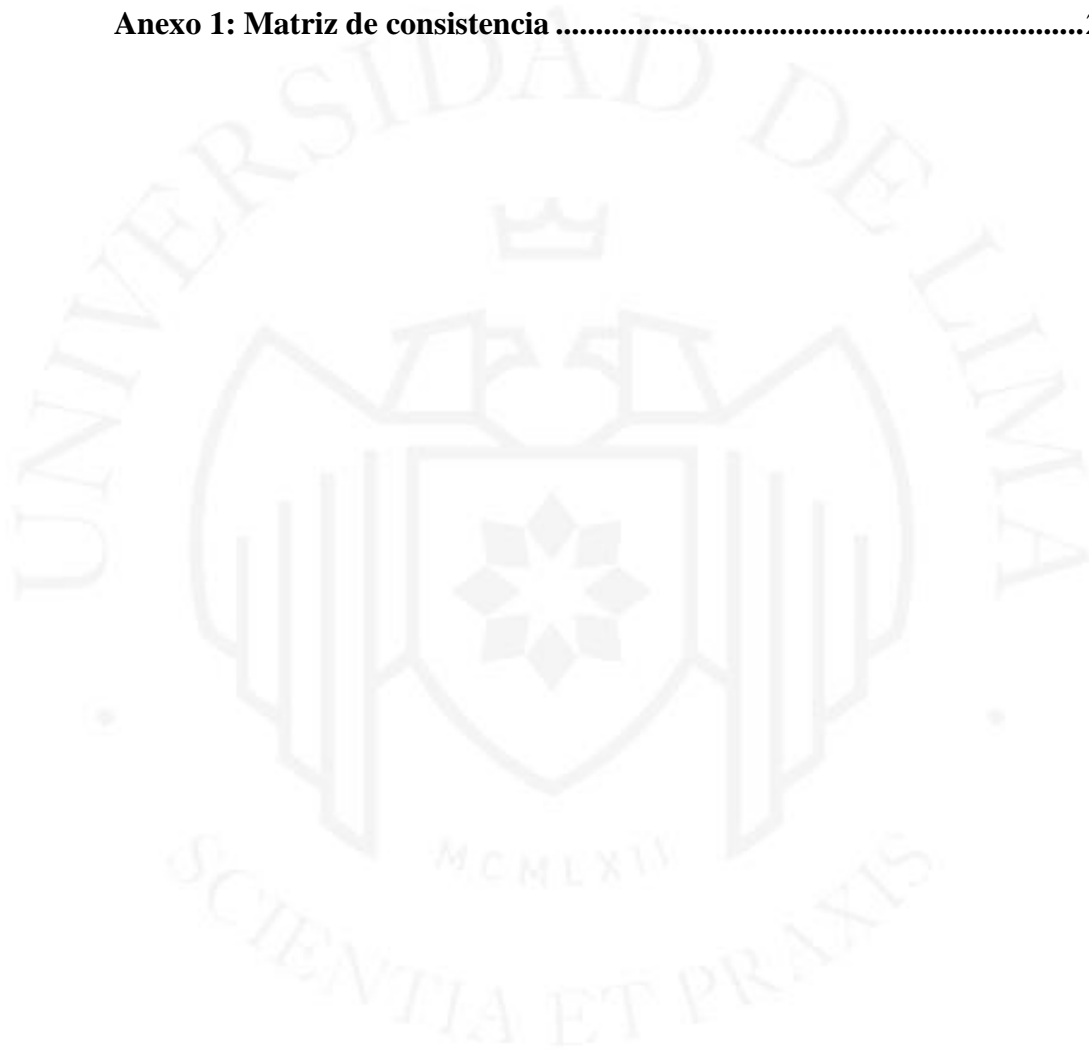 Anexo 1: Matriz de consistencia ..................................................................
UNIVERSIDAD DE LIMA
MCMLXII
SCIENTIA ET PRAXIS